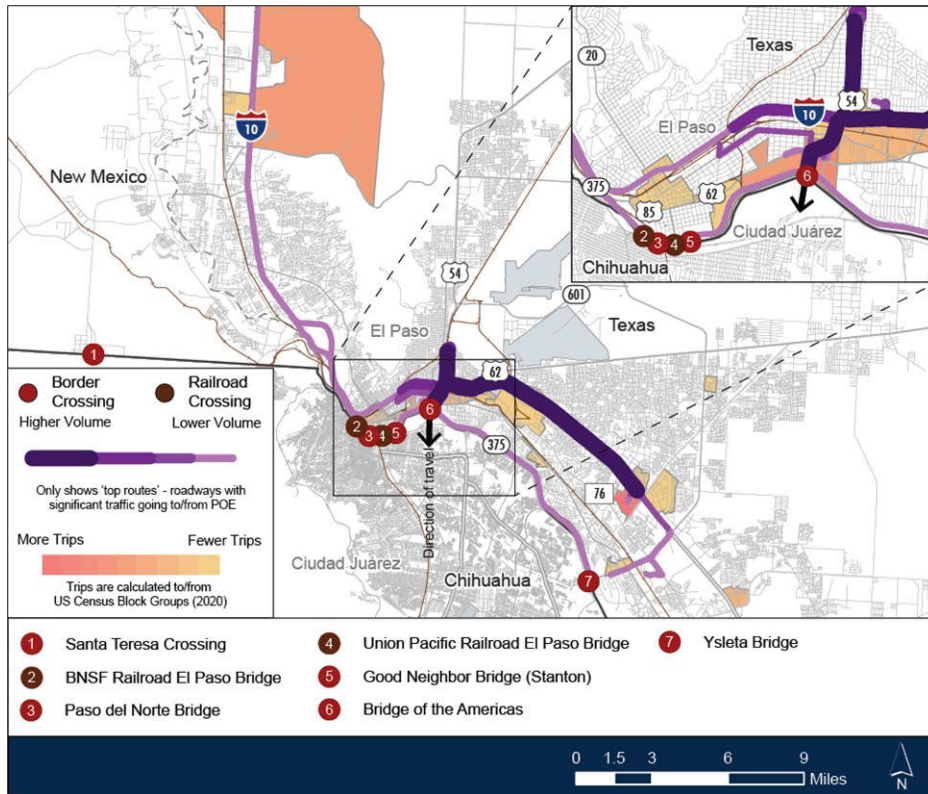 New Mexico
10
54
El Paso
601
Texas
62
375
76
Ciudad Juárez
Chihuahua
Direction of travel
1
2
3
4
5
6
7
Texas
20
54
10
El Paso
375
62
85
6
2
3
4
5
Ciudad Juárez
Chihuahua
Border Crossing
Railroad Crossing
Higher Volume
Lower Volume
Only shows 'top routes' - roadways with
significant traffic going to/from POE
More Trips
Fewer Trips
Trips are calculated to/from
US Census Block Groups (2020)
1 Santa Teresa Crossing
2 BNSF Railroad El Paso Bridge
3 Paso del Norte Bridge
4 Union Pacific Railroad El Paso Bridge
5 Good Neighbor Bridge (Stanton)
6 Bridge of the Americas
7 Ysleta Bridge
0 1.5 3 6 9
Miles
N